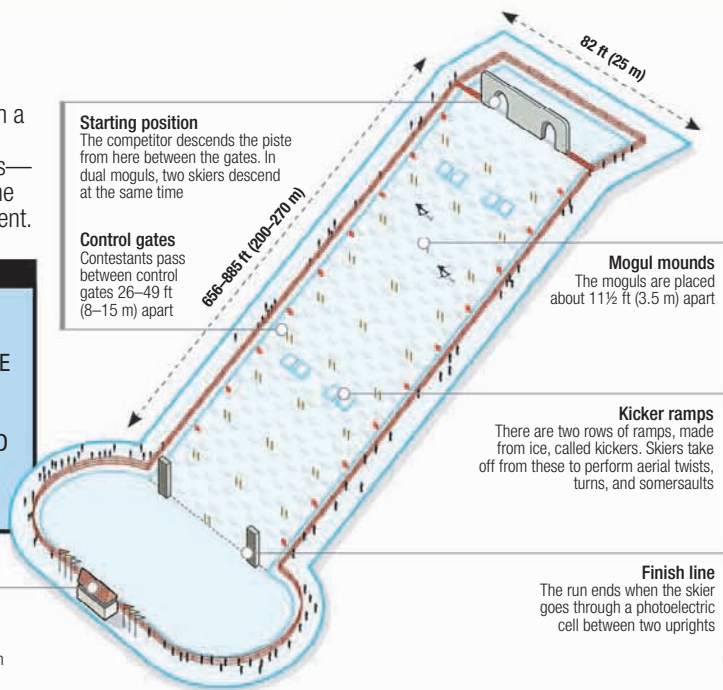 n a
s—
ne
ent.
E
D
n
Starting position
The competitor descends the piste
from here between the gates. In
dual moguls, two skiers descend
at the same time
Control gates
Contestants pass
between control
gates 26–49 ft
(8–15 m) apart
656–885 ft (200–270 m)
82 ft (25 m)
Mogul mounds
The moguls are placed
about 11½ ft (3.5 m) apart
Kicker ramps
There are two rows of ramps, made
from ice, called kickers. Skiers take
off from these to perform aerial twists,
turns, and somersaults
Finish line
The run ends when the skier
goes through a photoelectric
cell between two uprights